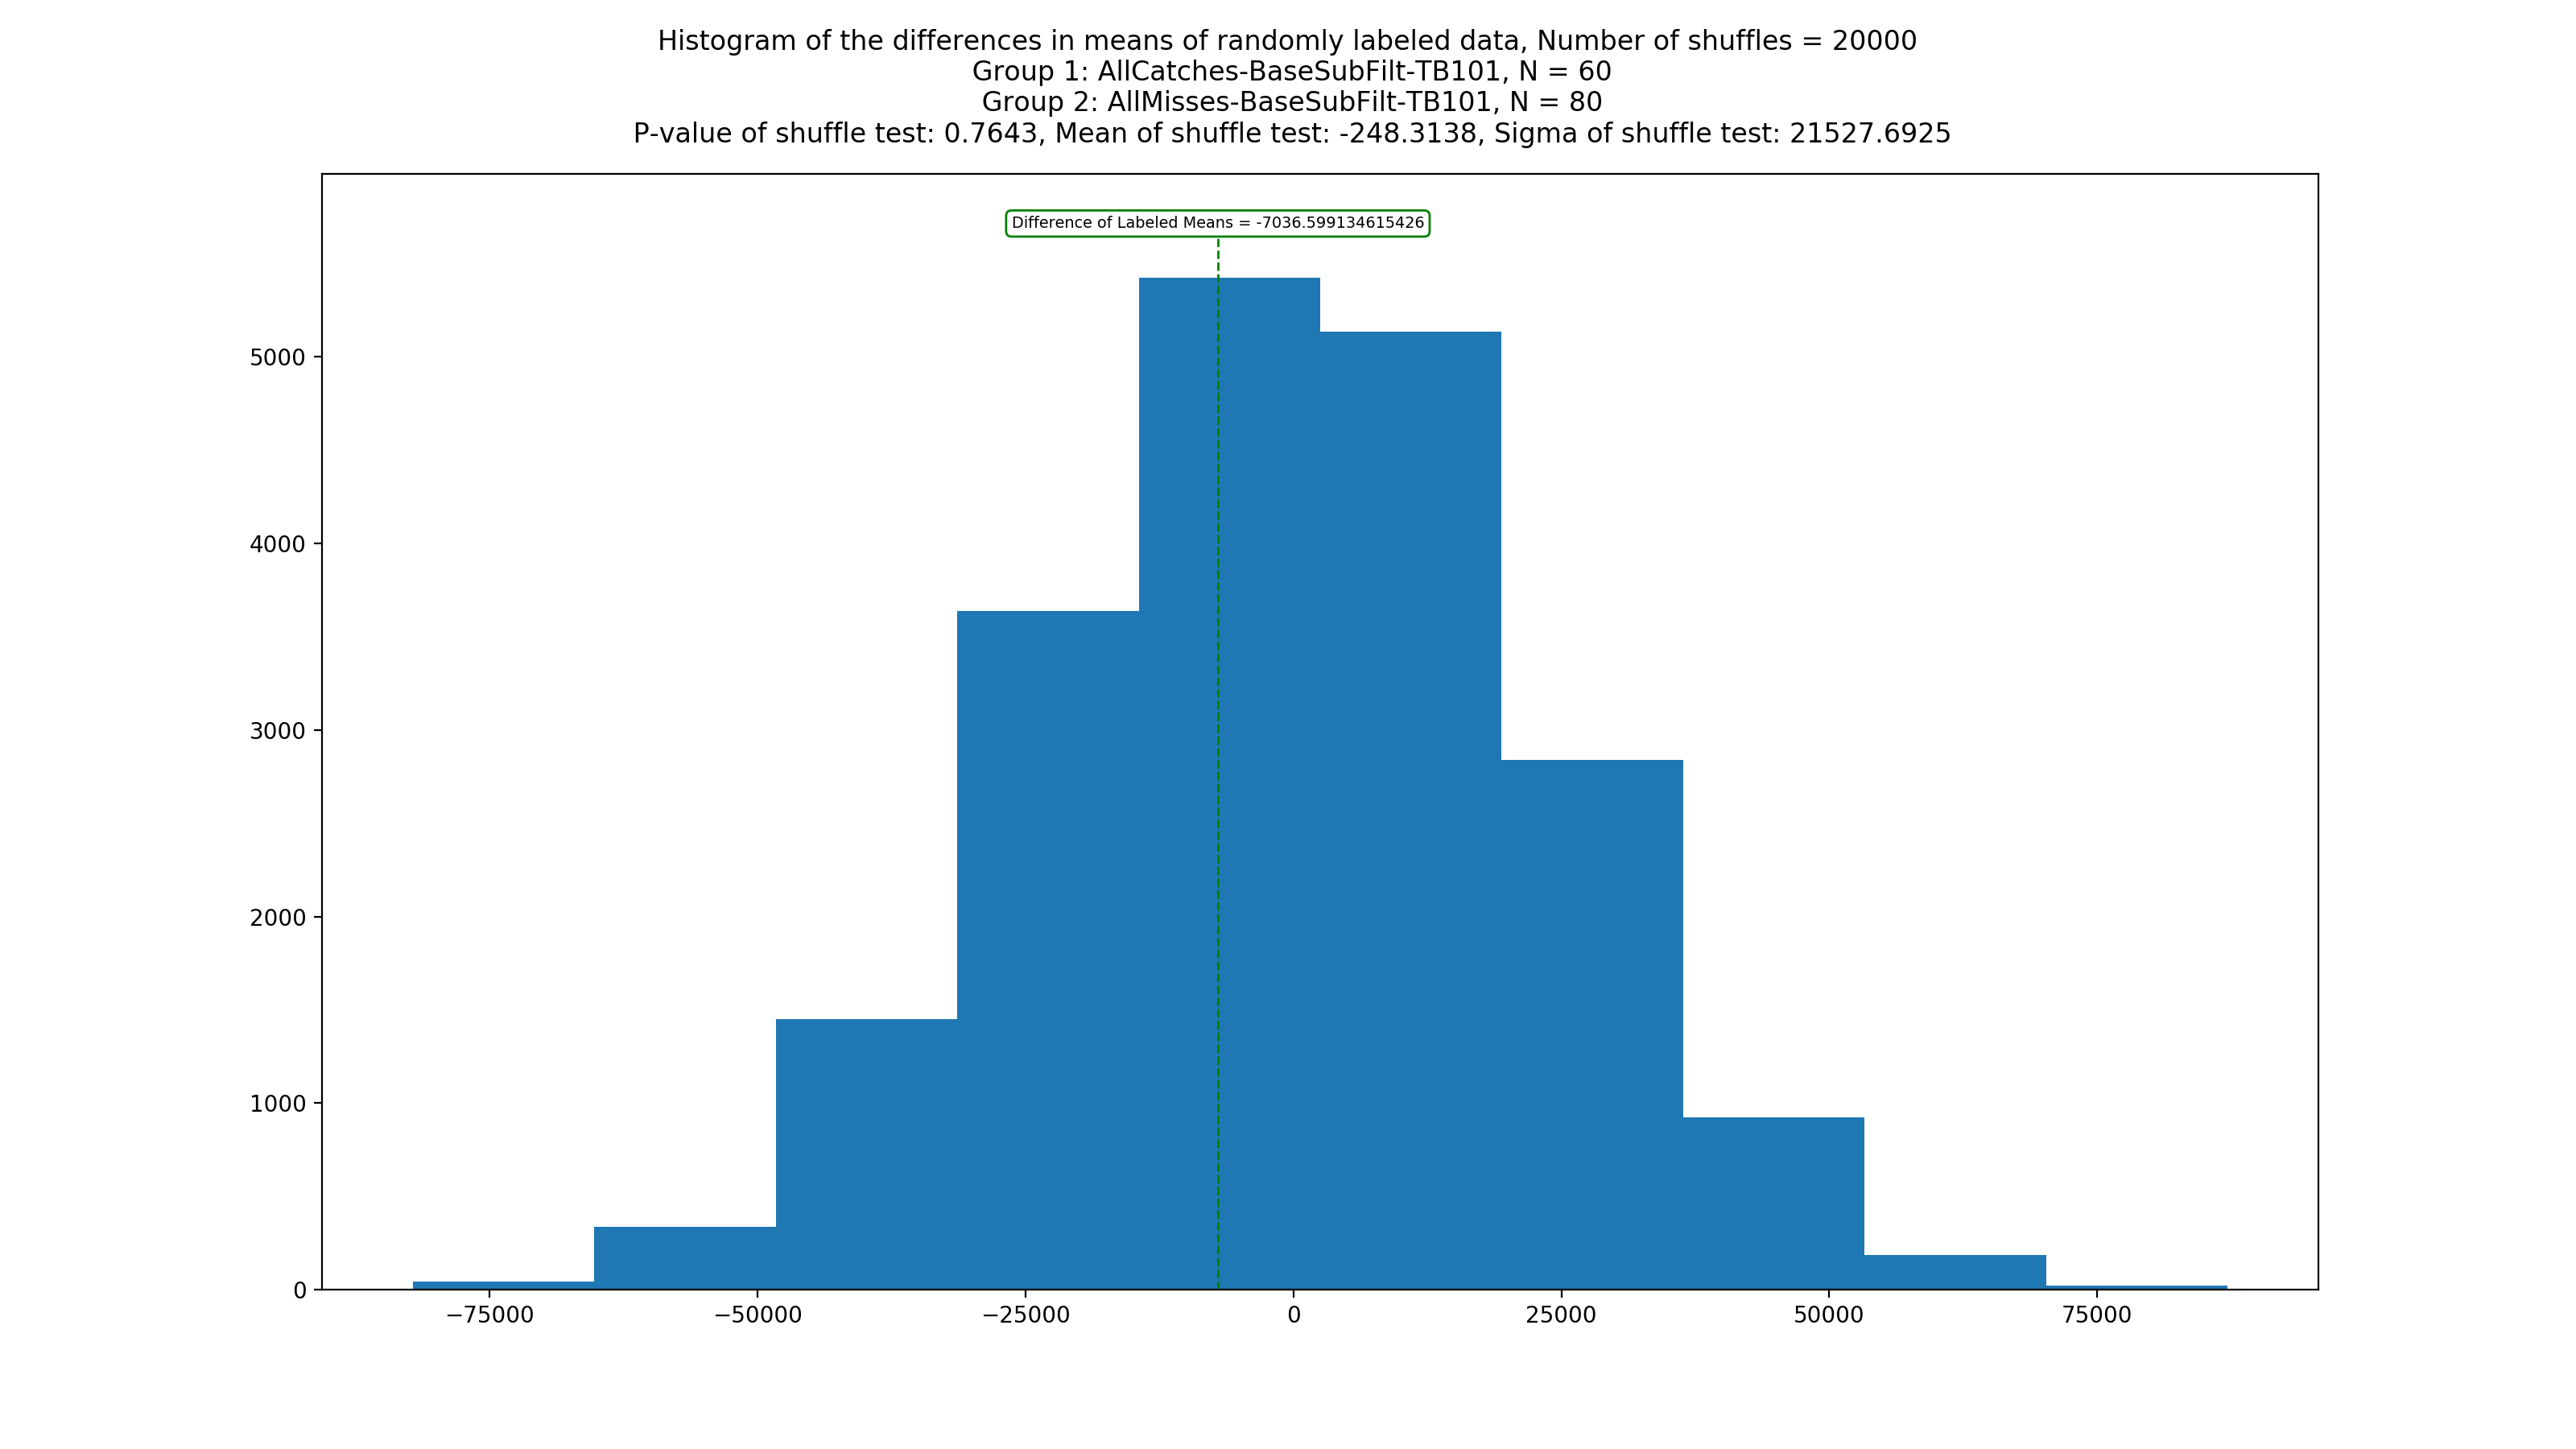 Histogram of the differences in means of randomly labeled data, Number of shuffles = 20000
Group 1: AllCatches-BaseSubFilt-TB101, N = 60
Group 2: AllMisses-BaseSubFilt-TB101, N = 80
P-value of shuffle test: 0.7643, Mean of shuffle test: -248.3138, Sigma of shuffle test: 21527.6925
Difference of Labeled Means = -7036.599134615426
5000
4000
3000
2000
1000
0
−75000 −50000 −25000 0 25000 50000 75000